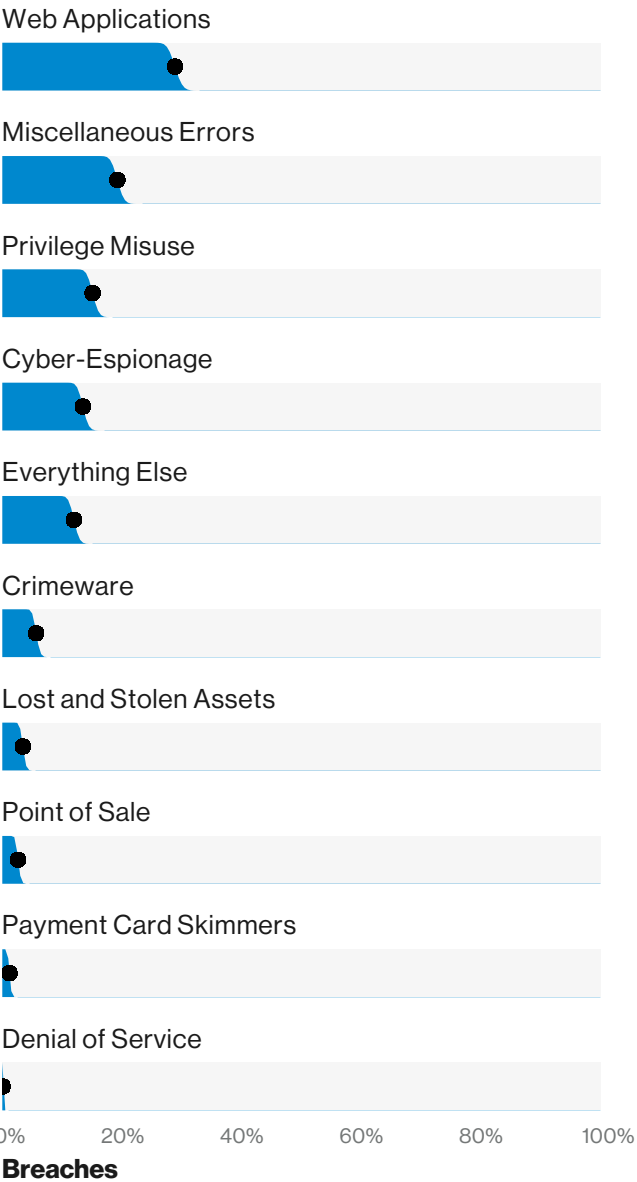 Web Applications
Miscellaneous Errors
Privilege Misuse
Cyber-Espionage
Everything Else
Crimeware
Lost and Stolen Assets
Point of Sale
Payment Card Skimmers
Denial of Service
0% 20% 40% 60% 80% 100%
Breaches